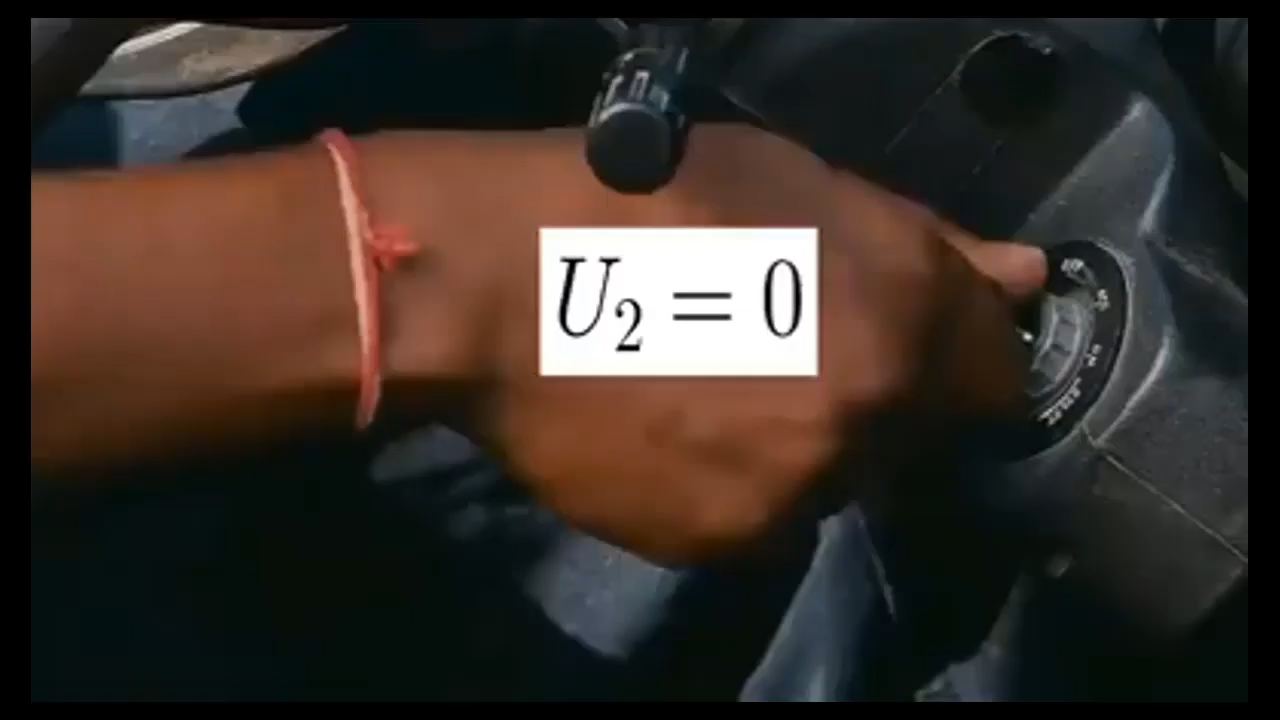 U₂ = 0